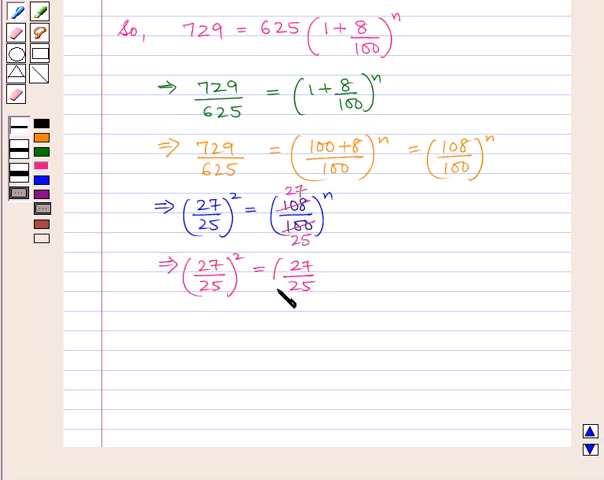 So, 729 = 625 (1 + 8/100)^n
⇒ 729/625 = (1 + 8/100)^n
⇒ 729/625 = ((100+8)/100)^n = (108/100)^n
27
⇒ (27/25)^2 = (108/100)^n
25
⇒ (27/25)^2 = (27/25